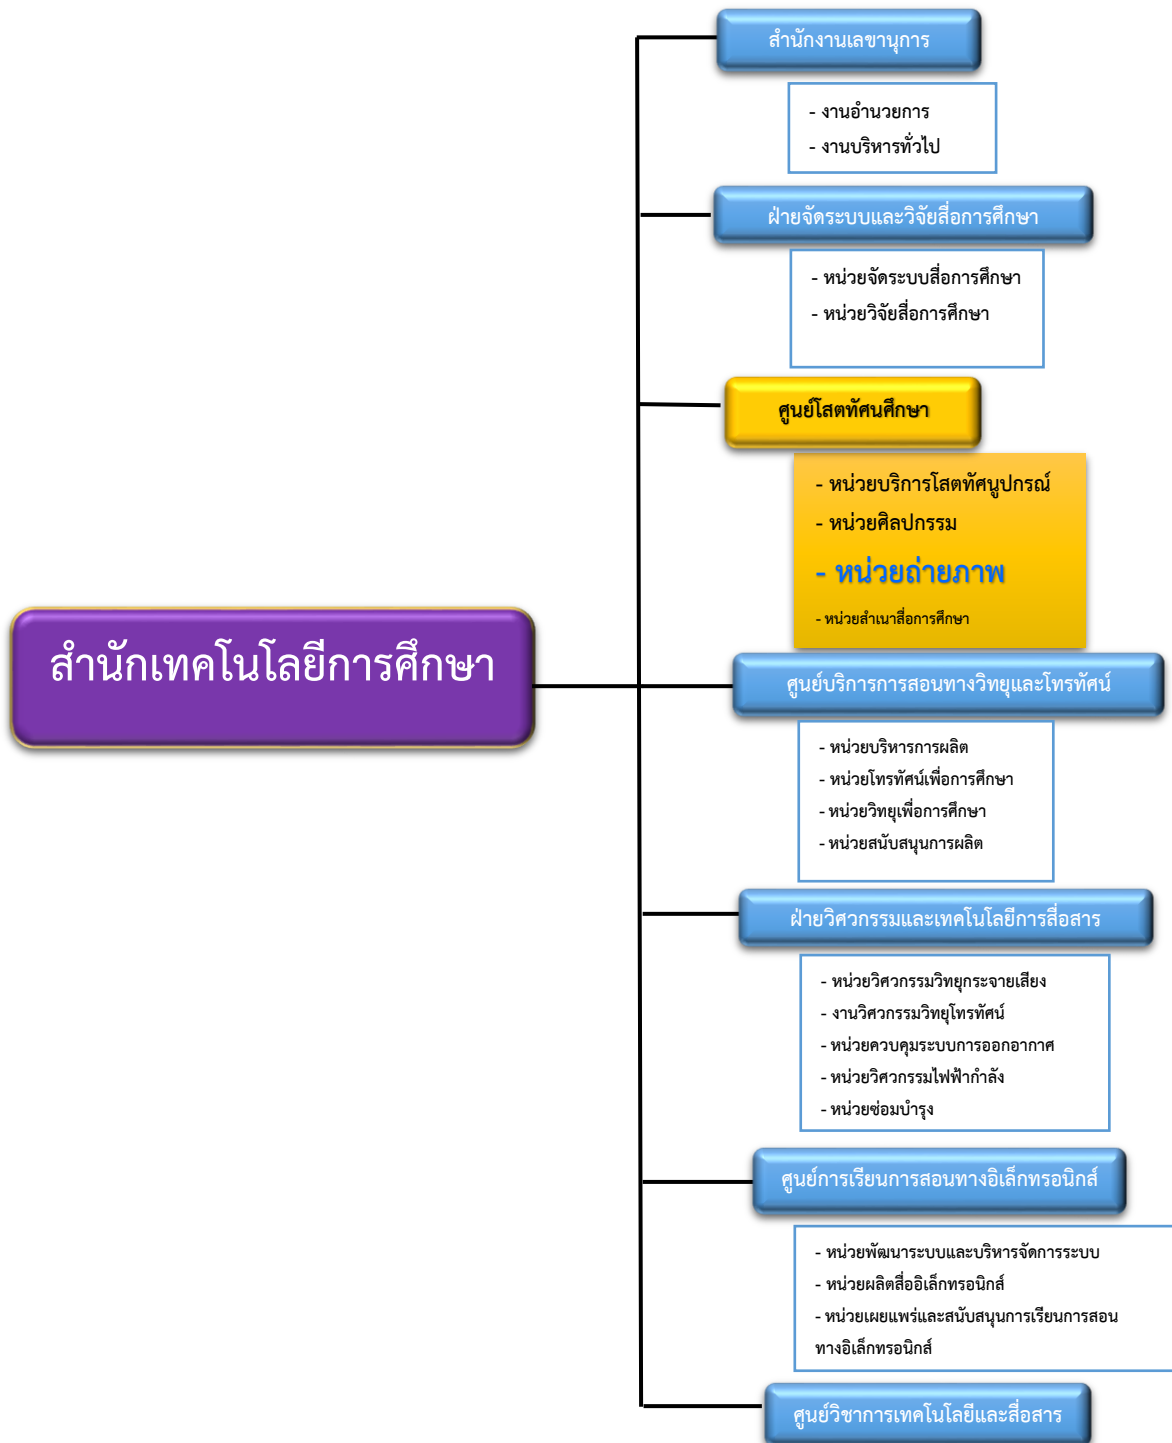 สำนักงานเลขานุการ
- งานอำนวยการ
- งานบริหารทั่วไป
ฝ่ายจัดระบบและวิจัยสื่อการศึกษา
- หน่วยจัดระบบสื่อการศึกษา
- หน่วยวิจัยสื่อการศึกษา
ศูนย์โสตทัศนศึกษา
- หน่วยบริการโสตทัศนูปกรณ์
- หน่วยศิลปกรรม
- หน่วยถ่ายภาพ
- หน่วยสำเนาสื่อการศึกษา
สำนักเทคโนโลยีการศึกษา
ศูนย์บริการการสอนทางวิทยุและโทรทัศน์
- หน่วยบริหารการผลิต
- หน่วยโทรทัศน์เพื่อการศึกษา
- หน่วยวิทยุเพื่อการศึกษา
- หน่วยสนับสนุนการผลิต
ฝ่ายวิศวกรรมและเทคโนโลยีการสื่อสาร
- หน่วยวิศวกรรมวิทยุกระจายเสียง
- งานวิศวกรรมวิทยุโทรทัศน์
- หน่วยควบคุมระบบการออกอากาศ
- หน่วยวิศวกรรมไฟฟ้ากำลัง
- หน่วยซ่อมบำรุง
ศูนย์การเรียนการสอนทางอิเล็กทรอนิกส์
- หน่วยพัฒนาระบบและบริหารจัดการระบบ
- หน่วยผลิตสื่ออิเล็กทรอนิกส์
- หน่วยเผยแพร่และสนับสนุนการเรียนการสอน
ทางอิเล็กทรอนิกส์
ศูนย์วิชาการเทคโนโลยีและสื่อสาร